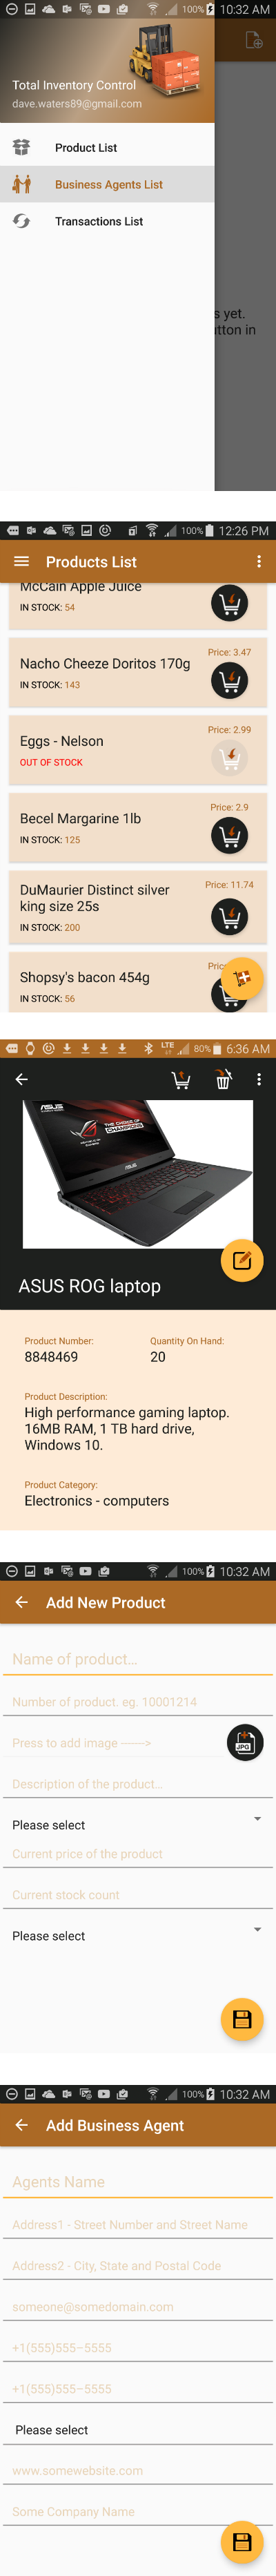 100% 10:32 AM
Total Inventory Control
dave.waters89@gmail.com
Product List
Business Agents List
Transactions List
s yet.
tton in
100% 12:26 PM
Products List
McCain Apple Juice
IN STOCK: 54
Price: 3.47
Nacho Cheeze Doritos 170g
IN STOCK: 143
Price: 2.99
Eggs - Nelson
OUT OF STOCK
Price: 2.9
Becel Margarine 1lb
IN STOCK: 125
Price: 11.74
DuMaurier Distinct silver
king size 25s
IN STOCK: 200
Pric
Shopsy's bacon 454g
IN STOCK: 56
LTE 80% 6:36 AM
ASUS
THE CHOICE OF
CHAMPIONS
ASUS ROG laptop
Product Number:
8848469
Quantity On Hand:
20
Product Description:
High performance gaming laptop.
16MB RAM, 1 TB hard drive,
Windows 10.
Product Category:
Electronics - computers
100% 10:32 AM
Add New Product
Name of product...
Number of product. eg. 10001214
Press to add image ------>
JPG
Description of the product...
Please select
Current price of the product
Current stock count
Please select
100% 10:32 AM
Add Business Agent
Agents Name
Address1 - Street Number and Street Name
Address2 - City, State and Postal Code
someone@somedomain.com
+1(555)555–5555
+1(555)555–5555
Please select
www.somewebsite.com
Some Company Name